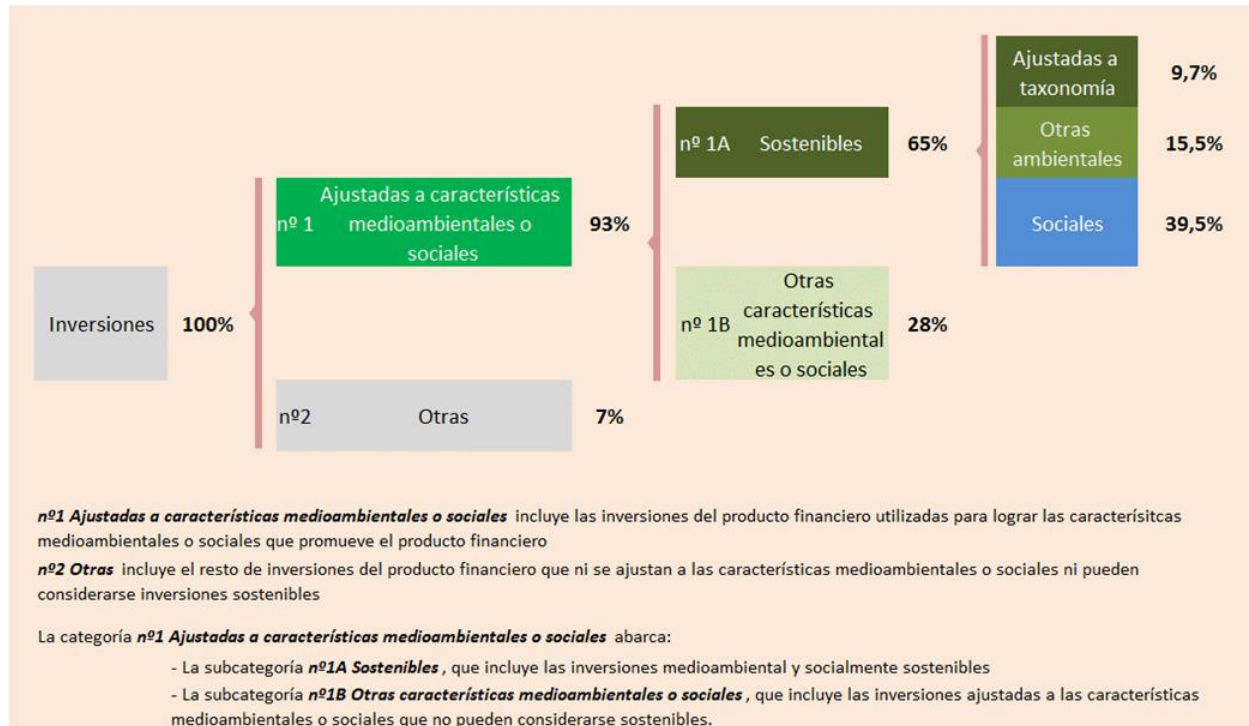 Ajustadas a
taxonomía
9,7%
Otras
ambientales
15,5%
Sociales
39,5%
nº 1A Sostenibles
65%
nº 1 Ajustadas a características
medioambientales o
sociales
93%
Otras
características
nº 1B medioambiental
es o sociales
28%
Inversiones
100%
nº2 Otras
7%
nº1 Ajustadas a características medioambientales o sociales incluye las inversiones del producto financiero utilizadas para lograr las caracterísitcas
medioambientales o sociales que promueve el producto financiero
nº2 Otras incluye el resto de inversiones del producto financiero que ni se ajustan a las características medioambientales o sociales ni pueden
considerarse inversiones sostenibles
La categoría nº1 Ajustadas a características medioambientales o sociales abarca:
- La subcategoría nº1A Sostenibles, que incluye las inversiones medioambiental y socialmente sostenibles
- La subcategoría nº1B Otras características medioambientales o sociales, que incluye las inversiones ajustadas a las características
medioambientales o sociales que no pueden considerarse sostenibles.